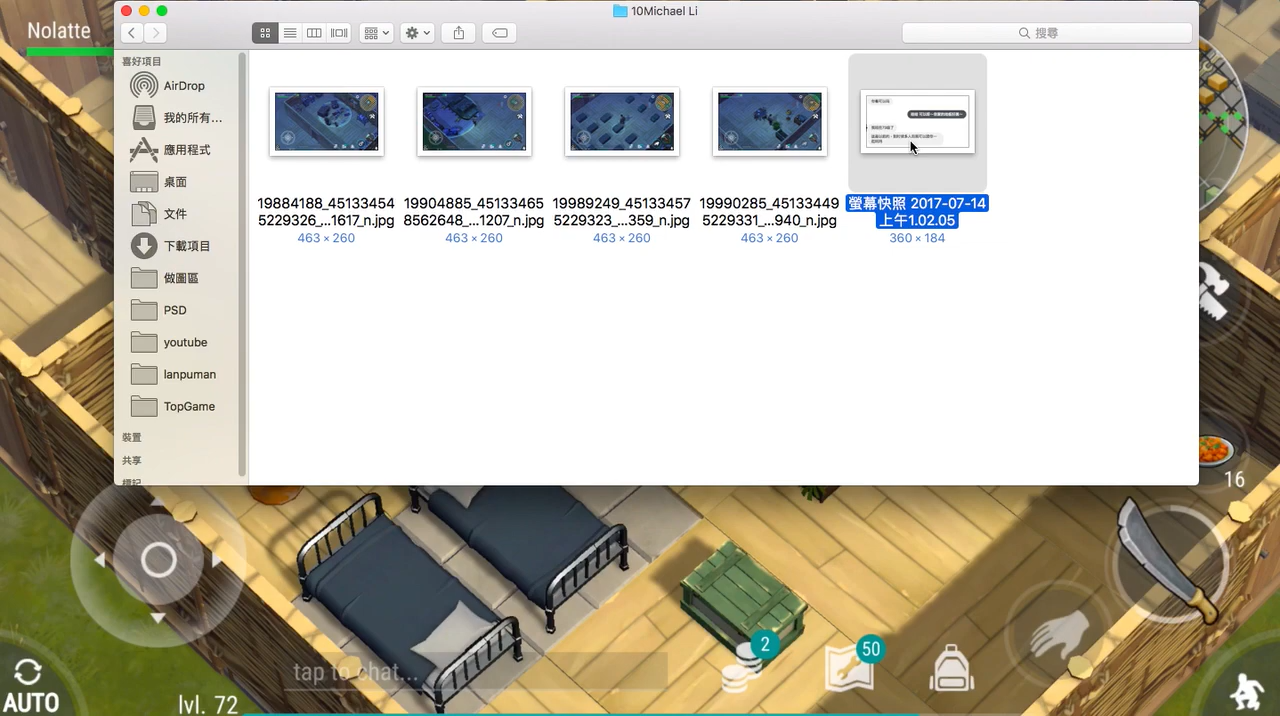 Nolatte
10Michael Li
搜尋
喜好項目
AirDrop
我的所有...
應用程式
桌面
文件
下載項目
做圖區
PSD
youtube
lanpuman
TopGame
裝置
共享
標記
19884188_45133454
5229326_...1617_n.jpg
463 × 260
19904885_45133465
8562648_...1207_n.jpg
463 × 260
19989249_45133457
5229323_...359_n.jpg
463 × 260
19990285_45133449
5229331_...940_n.jpg
463 × 260
螢幕快照 2017-07-14
上午1.02.05
360 × 184
16
tap to chat...
2
50
AUTO
lvl. 72